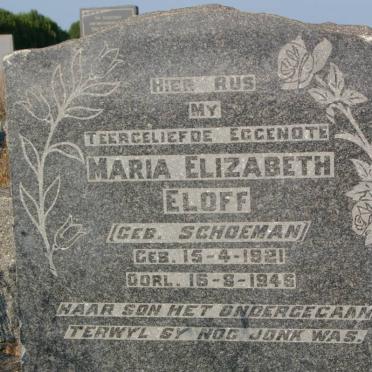 HIER RUS
MY
TEERGELIEFDE EGGENOTE
MARIA ELIZABETH
ELOFF
(GEB. SCHOEMAN)
GEB. 15-4-1921
OORL. 15-9-1946
HAAR SON HET ONDERGEGAAN
TERWYL SY NOG JONK WAS.